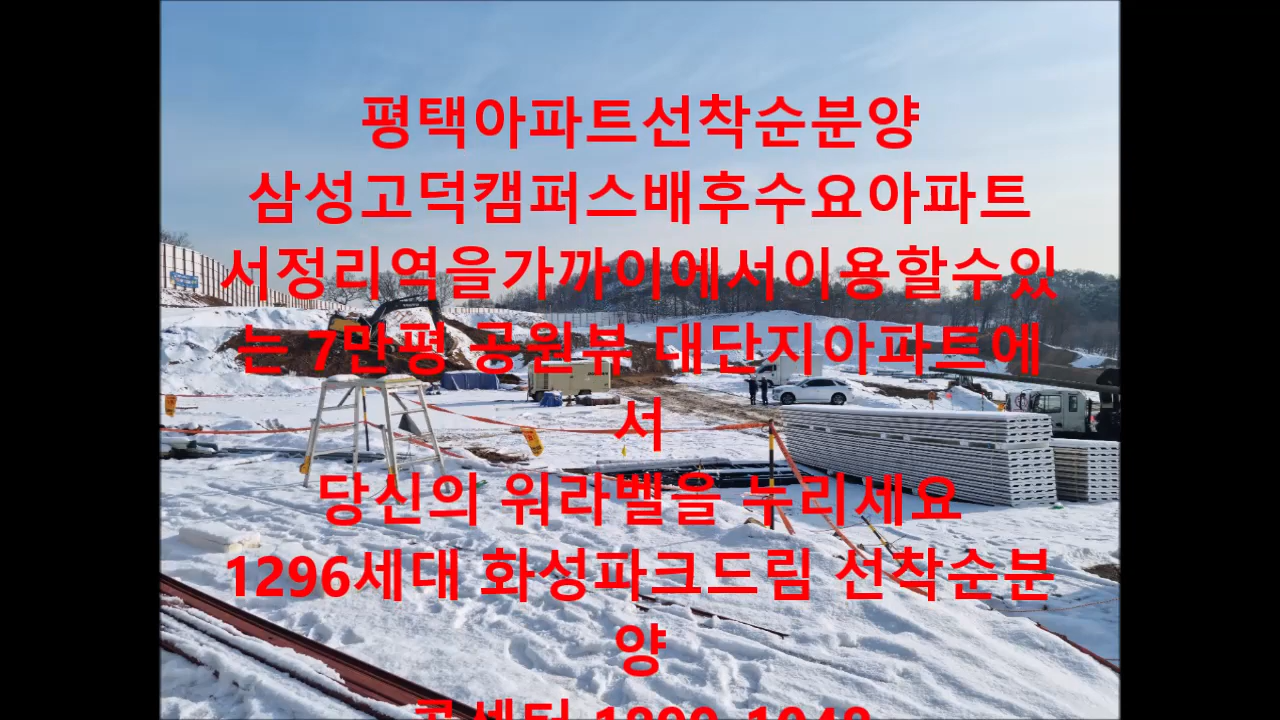 평택아파트선착순분양
삼성고덕캠퍼스배후수요아파트
서정리역을가까이에서이용할수있
는 7만평 공원뷰 대단지아파트에
서
당신의 워라벨을 누리세요
1296세대 화성파크드림 선착순분
양
콜센터